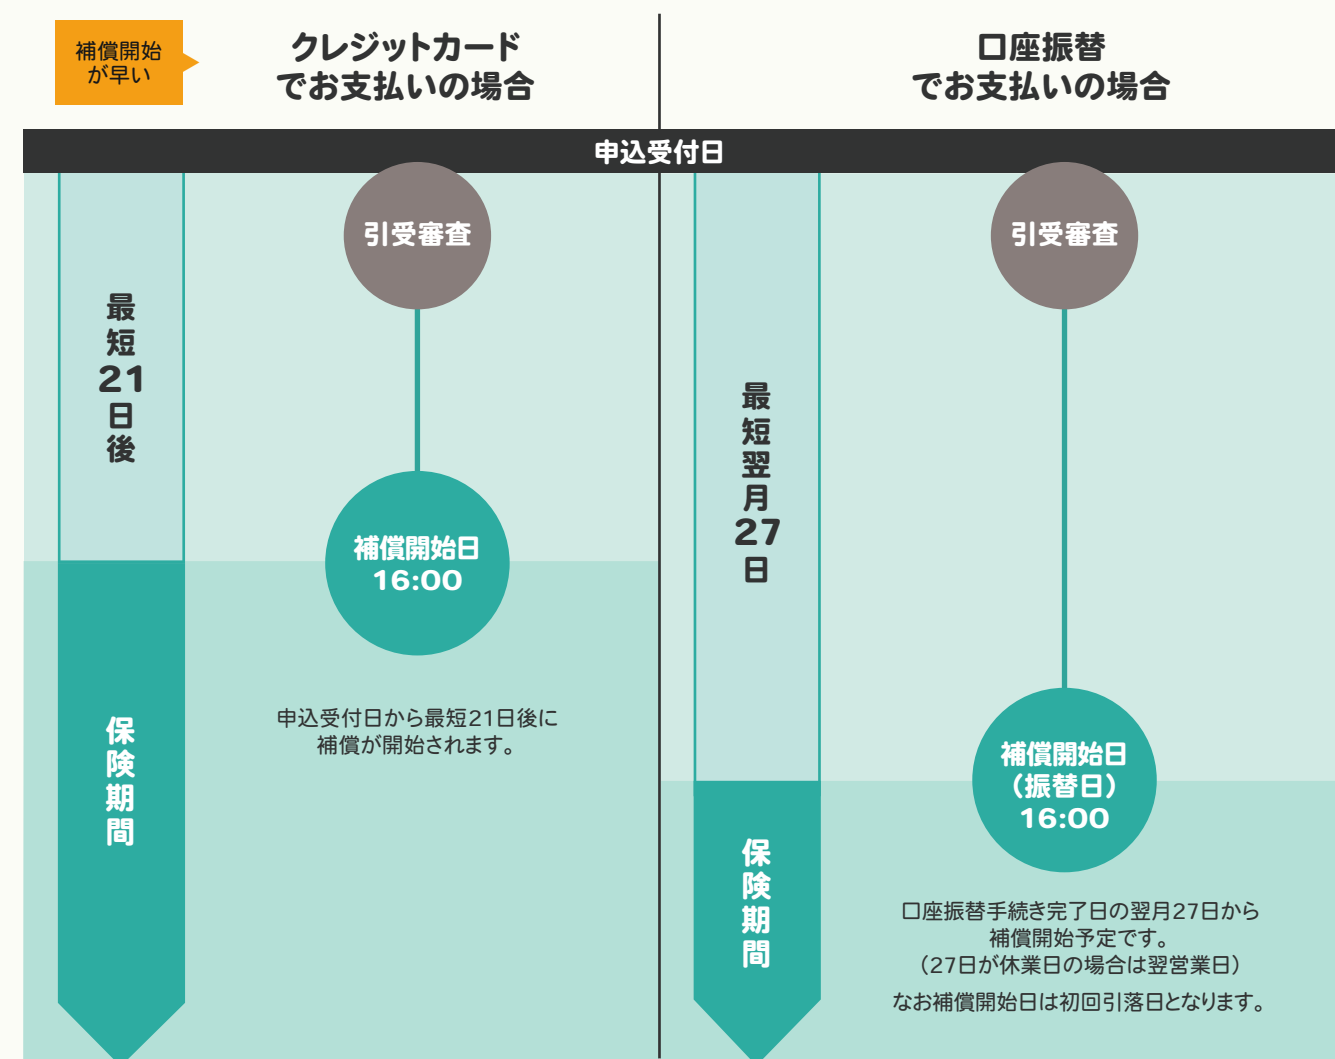 補償開始
が早い
クレジットカード
でお支払いの場合
口座振替
でお支払いの場合
申込受付日
引受審査
最短21日後
補償開始日
16:00
保険期間
申込受付日から最短21日後に
補償が開始されます。
引受審査
最短翌月27日
補償開始日
（振替日）
16:00
保険期間
口座振替手続き完了日の翌月27日から
補償開始予定です。
（27日が休業日の場合は翌営業日）
なお補償開始日は初回引落日となります。